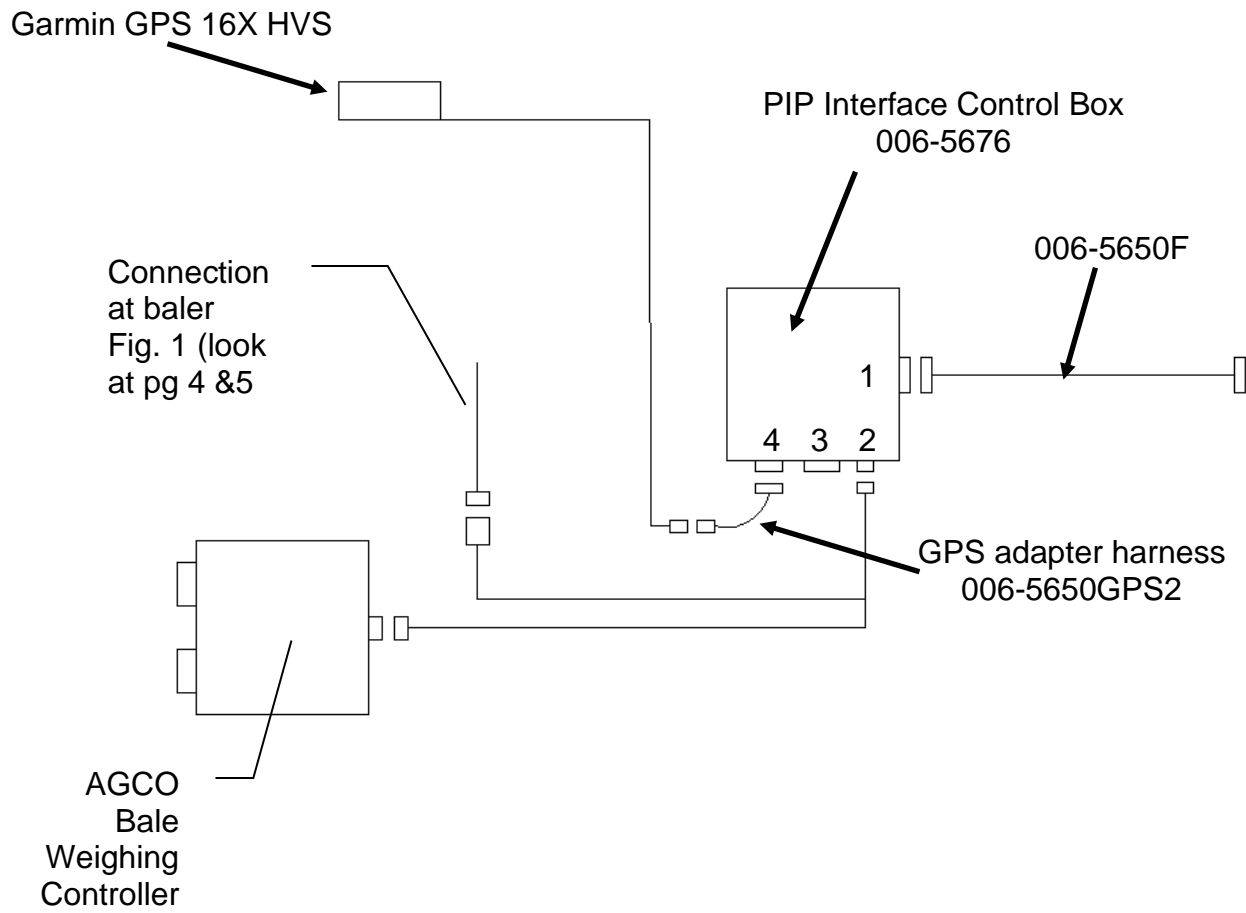 Garmin GPS 16X HVS
PIP Interface Control Box
006-5676
006-5650F
Connection
at baler
Fig. 1 (look
at pg 4 &5
1
4 3 2
GPS adapter harness
006-5650GPS2
AGCO
Bale
Weighing
Controller